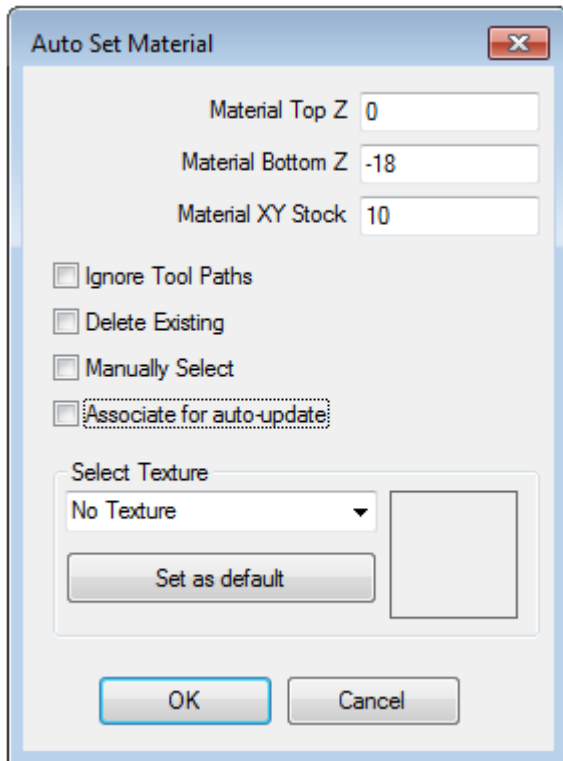 Auto Set Material
Material Top Z 0
Material Bottom Z -18
Material XY Stock 10
Ignore Tool Paths
Delete Existing
Manually Select
Associate for auto-update
Select Texture
No Texture
Set as default
OK Cancel